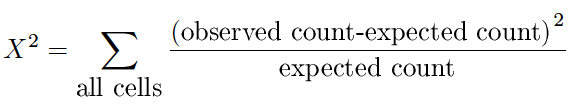 X² = ∑ (observed count-expected count)² / expected count
all cells